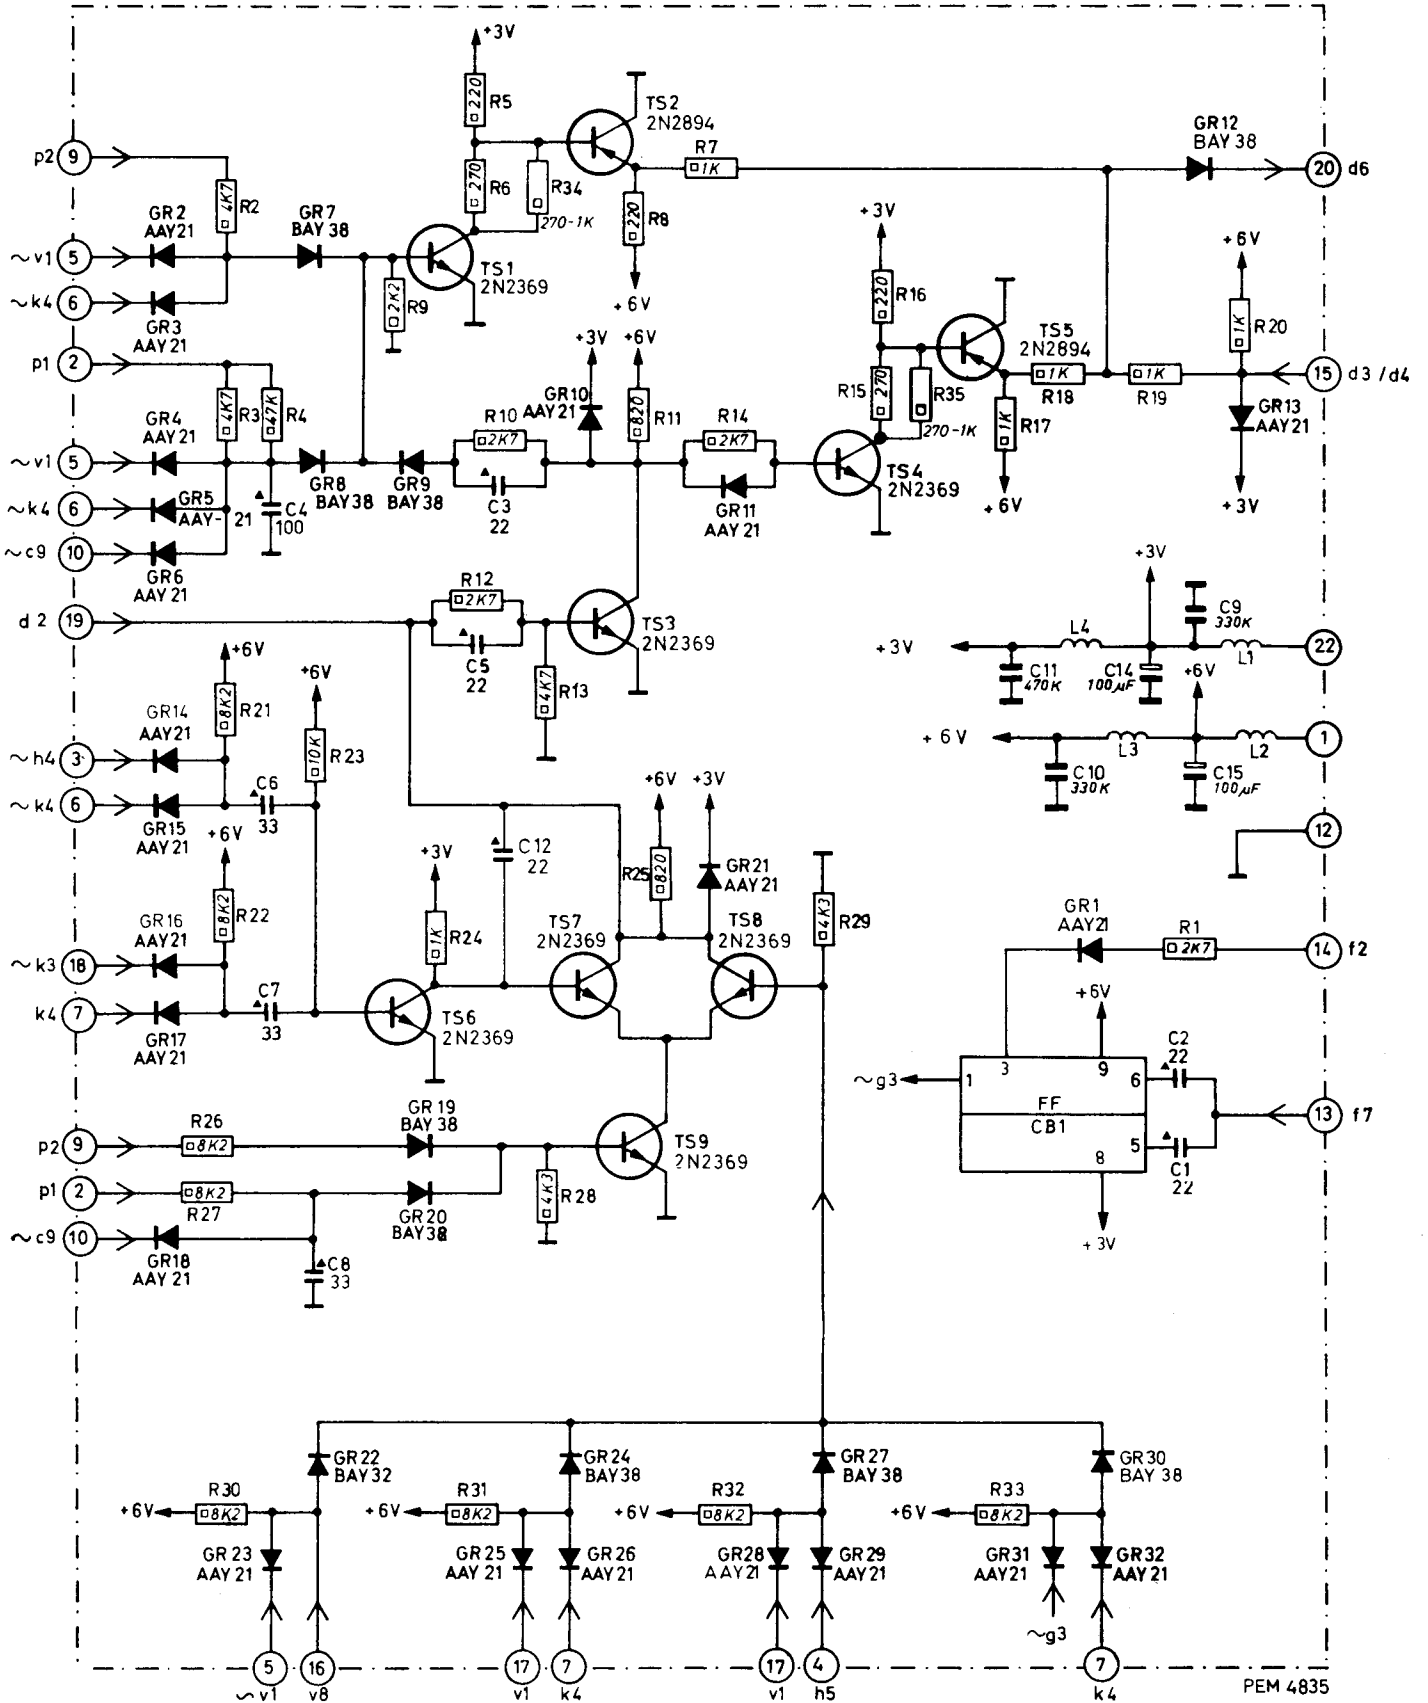 +3V
220 R5
TS2
2N2894
GR12
BAY 38
p2 9
R7
1K
20 d6
4K7 R2
270 R6
R34
270-1K
220 R8
GR2
AAY21
GR7
BAY 38
+3V
~v1 5
+6V
TS1
2N2369
220 R16
~k4 6
2K2 R9
+6V
1K R20
GR3
AAY 21
TS5
2N2894
+3V
+6V
p1 2
R15 270
R35
270-1K
1K
R18
1K
R19
15 d3/d4
GR10
AAY 21
4K7 R3
47K R4
R10
2K7
820 R11
R14
2K7
1K R17
GR13
AAY 21
GR4
AAY 21
~v1 5
TS4
2N2369
GR8
BAY38
GR9
BAY 38
C3
22
GR11
AAY 21
+6V
+3V
~k4 6
GR5
AAY-21
C4
100
~c9 10
GR6
AAY 21
+3V
R12
2K7
C9
330K
d2 19
TS3
2N2369
L4
C5
22
+3V
L1
22
+6V
4K7 R13
C11
470K
C14
100µF
+6V
+6V
8K2 R21
GR14
AAY21
10K R23
+6V
L3
L2
1
~h4 3
C6
33
+6V
+3V
C10
330K
C15
100µF
~k4 6
GR15
AAY 21
+6V
+3V
C12
22
12
R25 820
GR21
AAY 21
8K2 R22
4K3 R29
GR16
AAY 21
1K R24
TS7
2N2369
TS8
2N2369
GR1
AAY21
R1
2K7
14 f2
~k3 18
C7
33
+6V
k4 7
TS6
2N2369
GR17
AAY 21
C2
22
~g3
1 3 9 6
FF
CB1
8 5
13 f7
GR19
BAY 38
R26
8K2
p2 9
TS9
2N2369
C1
22
p1 2
8K2
R27
4K3 R28
GR20
BAY38
+3V
~c9 10
GR18
AAY 21
C8
33
GR22
BAY32
GR24
BAY38
GR27
BAY 38
GR30
BAY 38
R30
+6V 8K2
R31
+6V 8K2
R32
+6V 8K2
R33
+6V 8K2
GR23
AAY21
GR25
AAY 21
GR26
AAY 21
GR28
AAY21
GR29
AAY 21
GR31
AAY21
GR32
AAY 21
~g3
5 16 17 7 17 4 7
~v1 v8 v1 k4 v1 h5 k4
PEM 4835